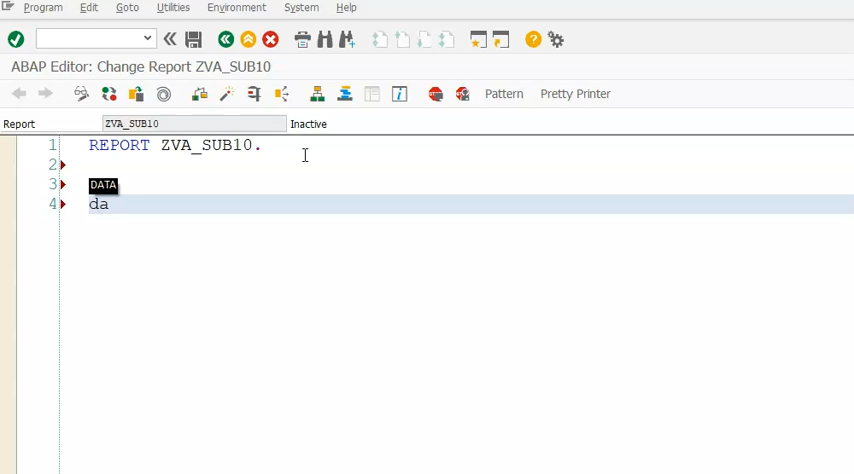 Program Edit Goto Utilities Environment System Help
ABAP Editor: Change Report ZVA_SUB10
Pattern Pretty Printer
Report ZVA_SUB10 Inactive
1 REPORT ZVA_SUB10.
2
3 DATA
4 da